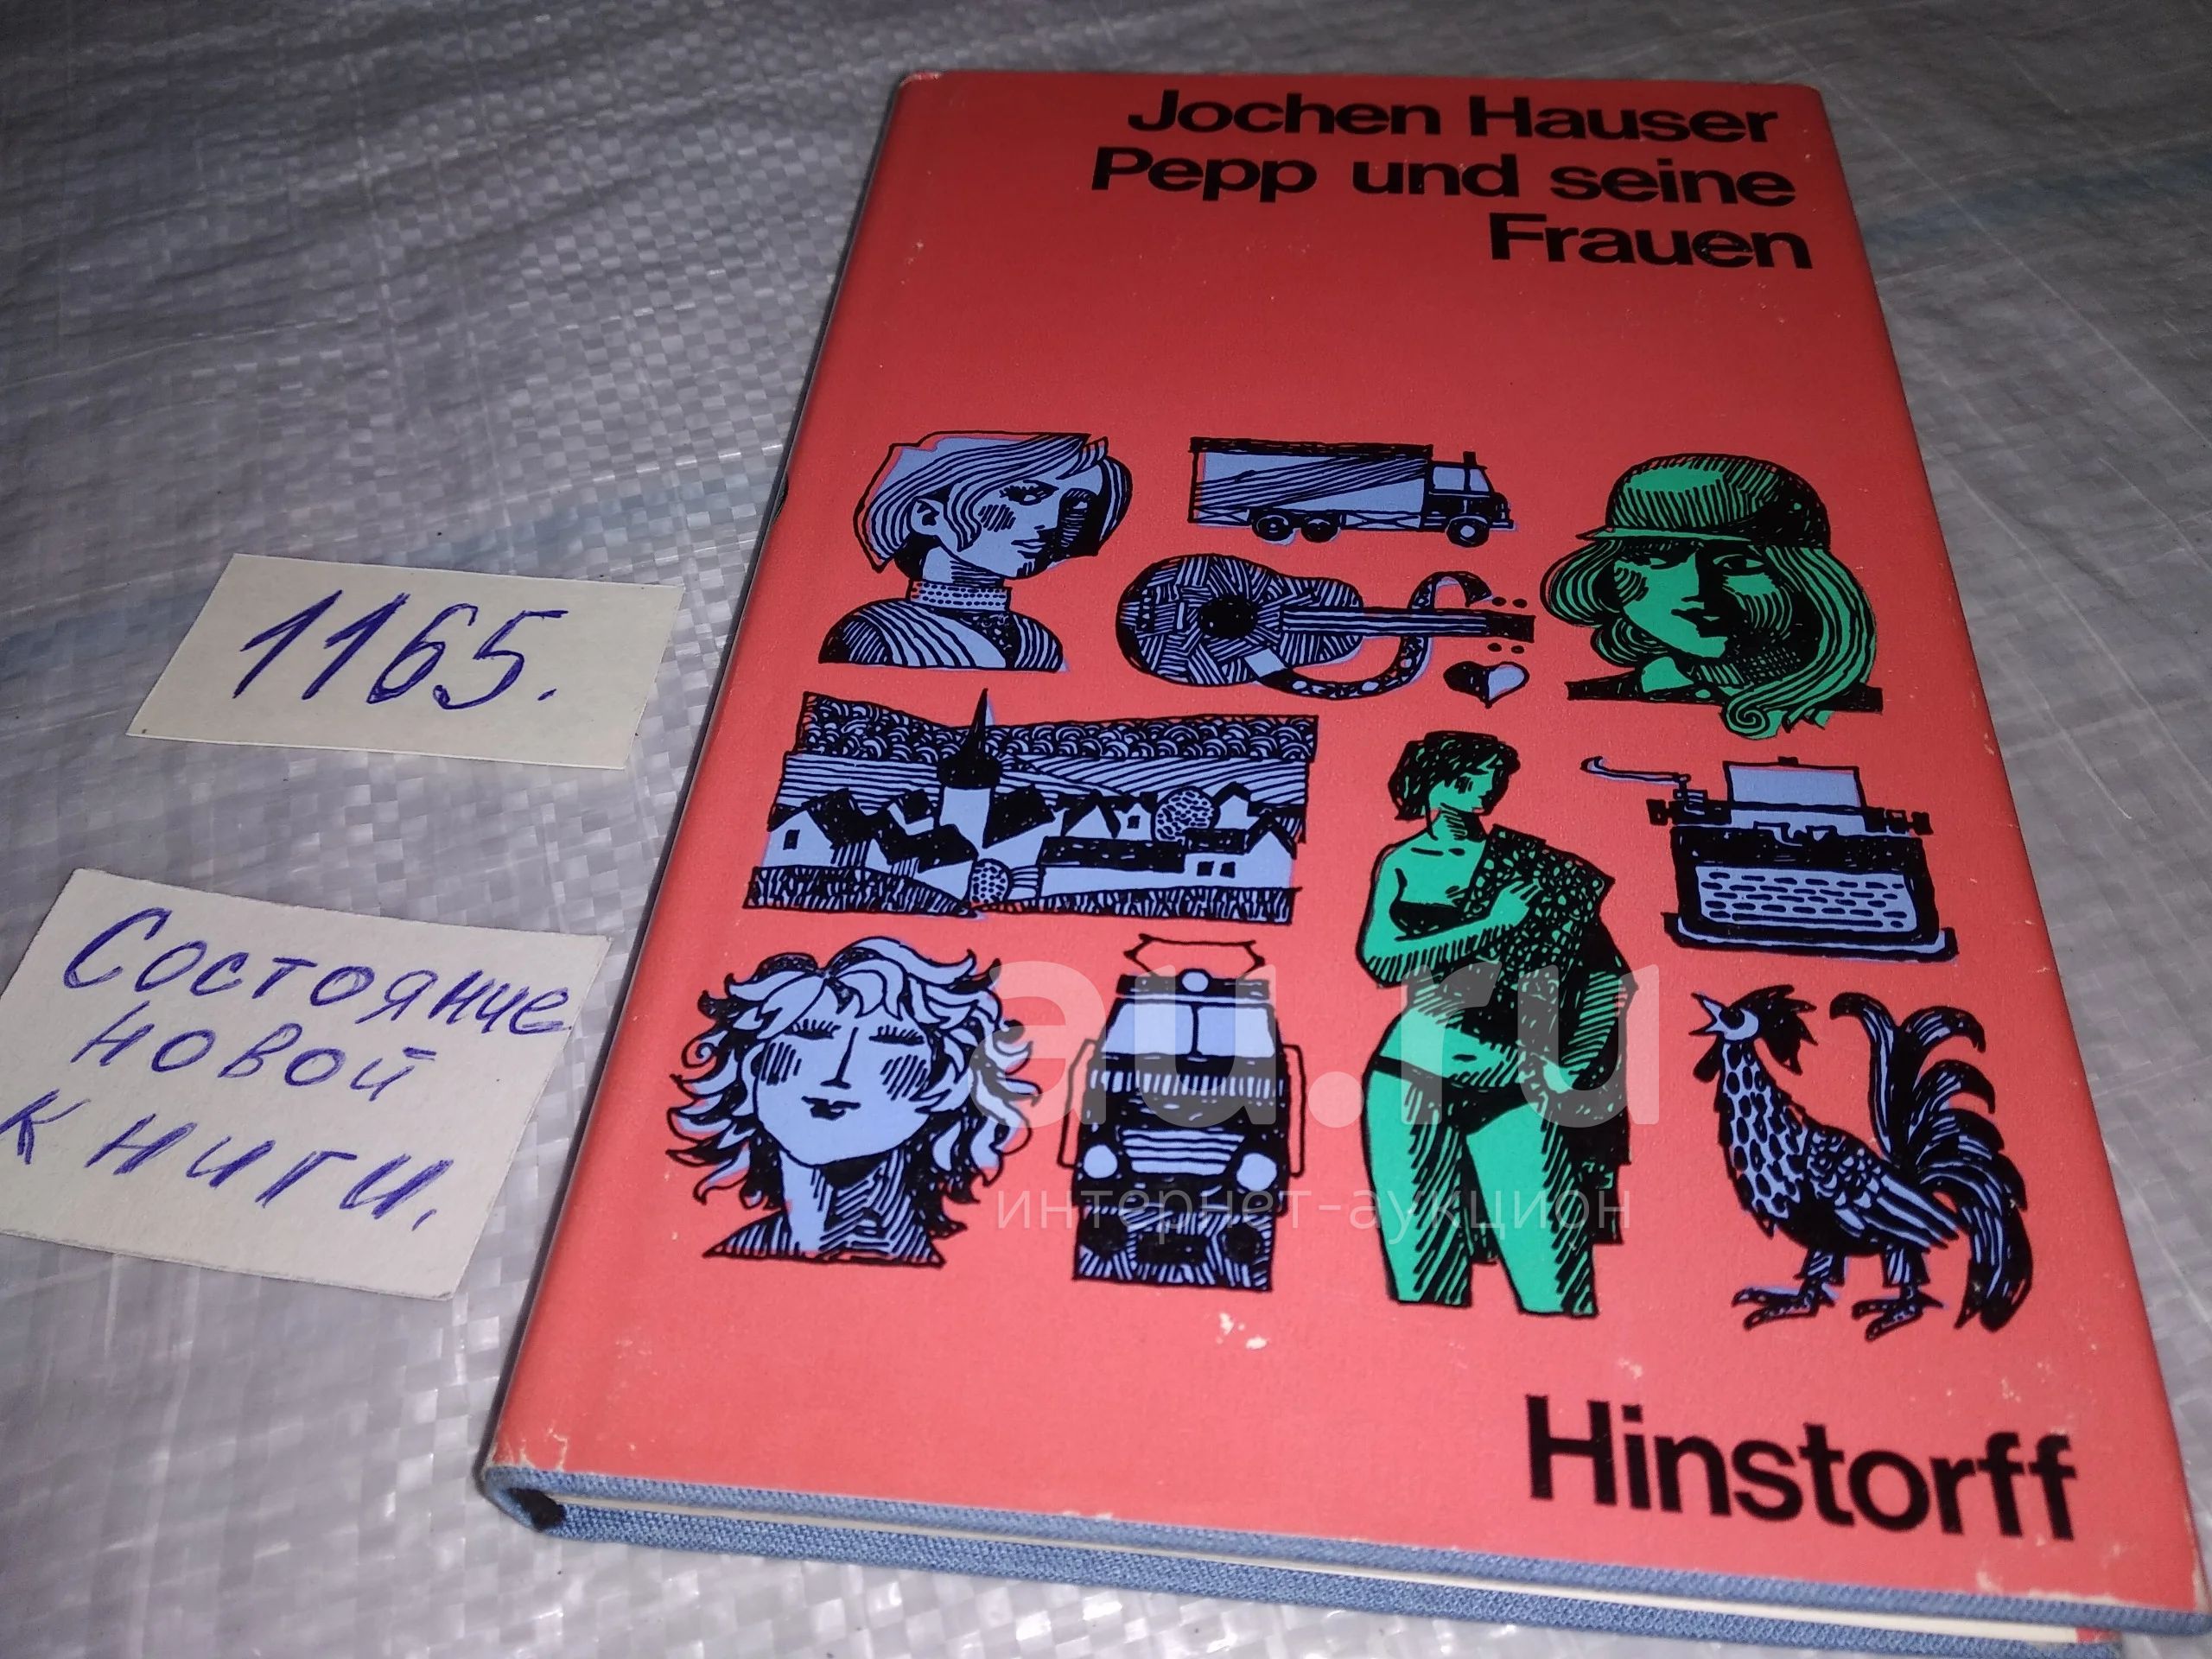 Jochen Hauser
Pepp und seine
Frauen
1165.
Состояние
новой
книги.
au.ru
интернет-аукцион
Hinstorff